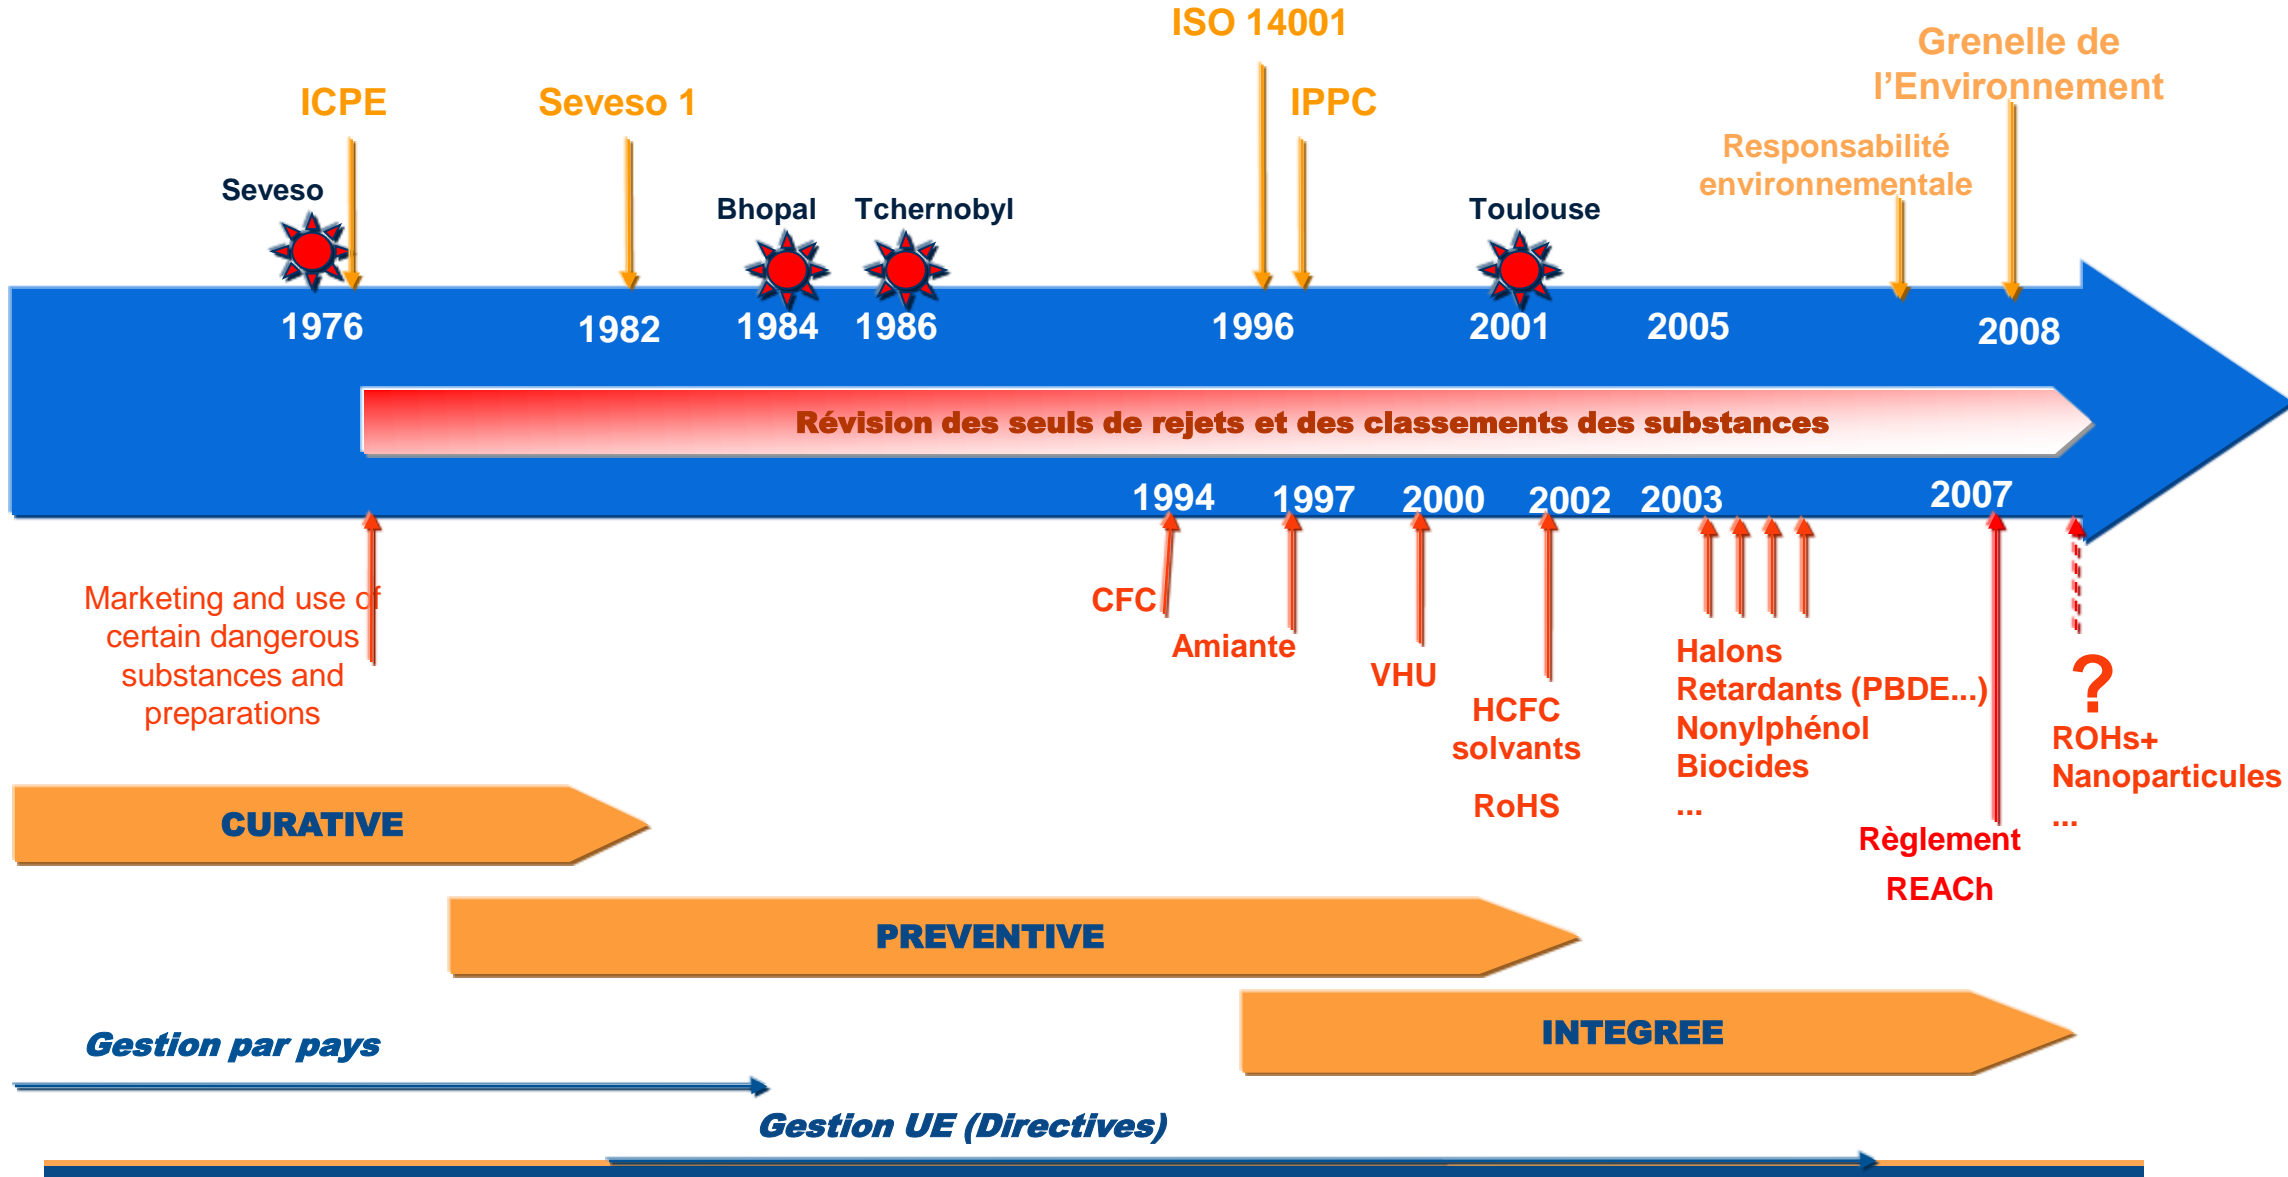 ISO 14001
Grenelle de
l’Environnement
ICPE
Seveso 1
IPPC
Responsabilité
environnementale
Seveso
Bhopal
Tchernobyl
Toulouse
1976
1982
1984
1986
1996
2001
2005
2008
Révision des seuls de rejets et des classements des substances
1994
1997
2000
2002
2003
2007
Marketing and use of
certain dangerous
substances and
preparations
CFC
Amiante
VHU
HCFC
solvants
RoHS
Halons
Retardants (PBDE...)
Nonylphénol
Biocides
...
Règlement
REACh
?
ROHs+
Nanoparticules
...
CURATIVE
PREVENTIVE
INTEGREE
Gestion par pays
Gestion UE (Directives)